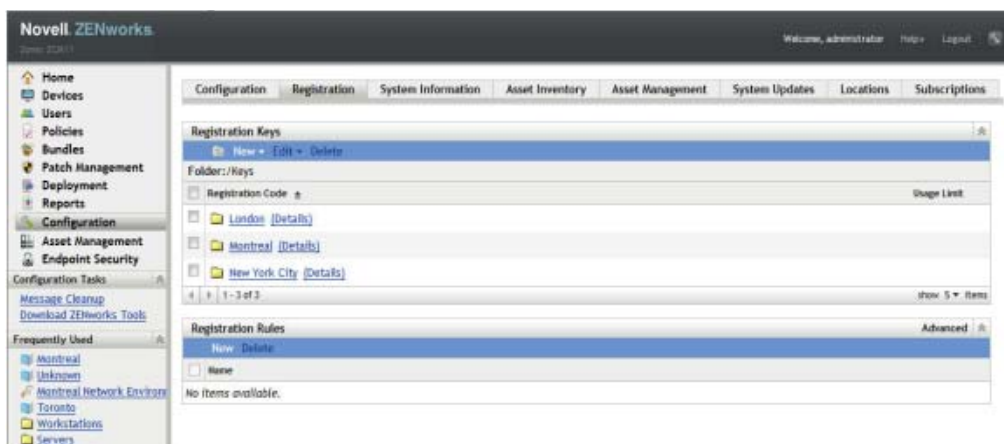 Novell ZENworks.
Welcome, administrator Help Logout
Home
Devices
Users
Policies
Bundles
Patch Management
Deployment
Reports
Configuration
Asset Management
Endpoint Security
Configuration Tasks
Message Cleanup
Download ZENworks Tools
Frequently Used
Montreal
Unknown
Montreal Network Environ
Toronto
Workstations
Servers
Configuration Registration System Information Asset Inventory Asset Management System Updates Locations Subscriptions
Registration Keys
New Edit Delete
Folder:/Keys
Registration Code Usage Limit
London (Details)
Montreal (Details)
New York City (Details)
1 - 3 of 3 show 5 items
Registration Rules Advanced
New Delete
Name
No items available.